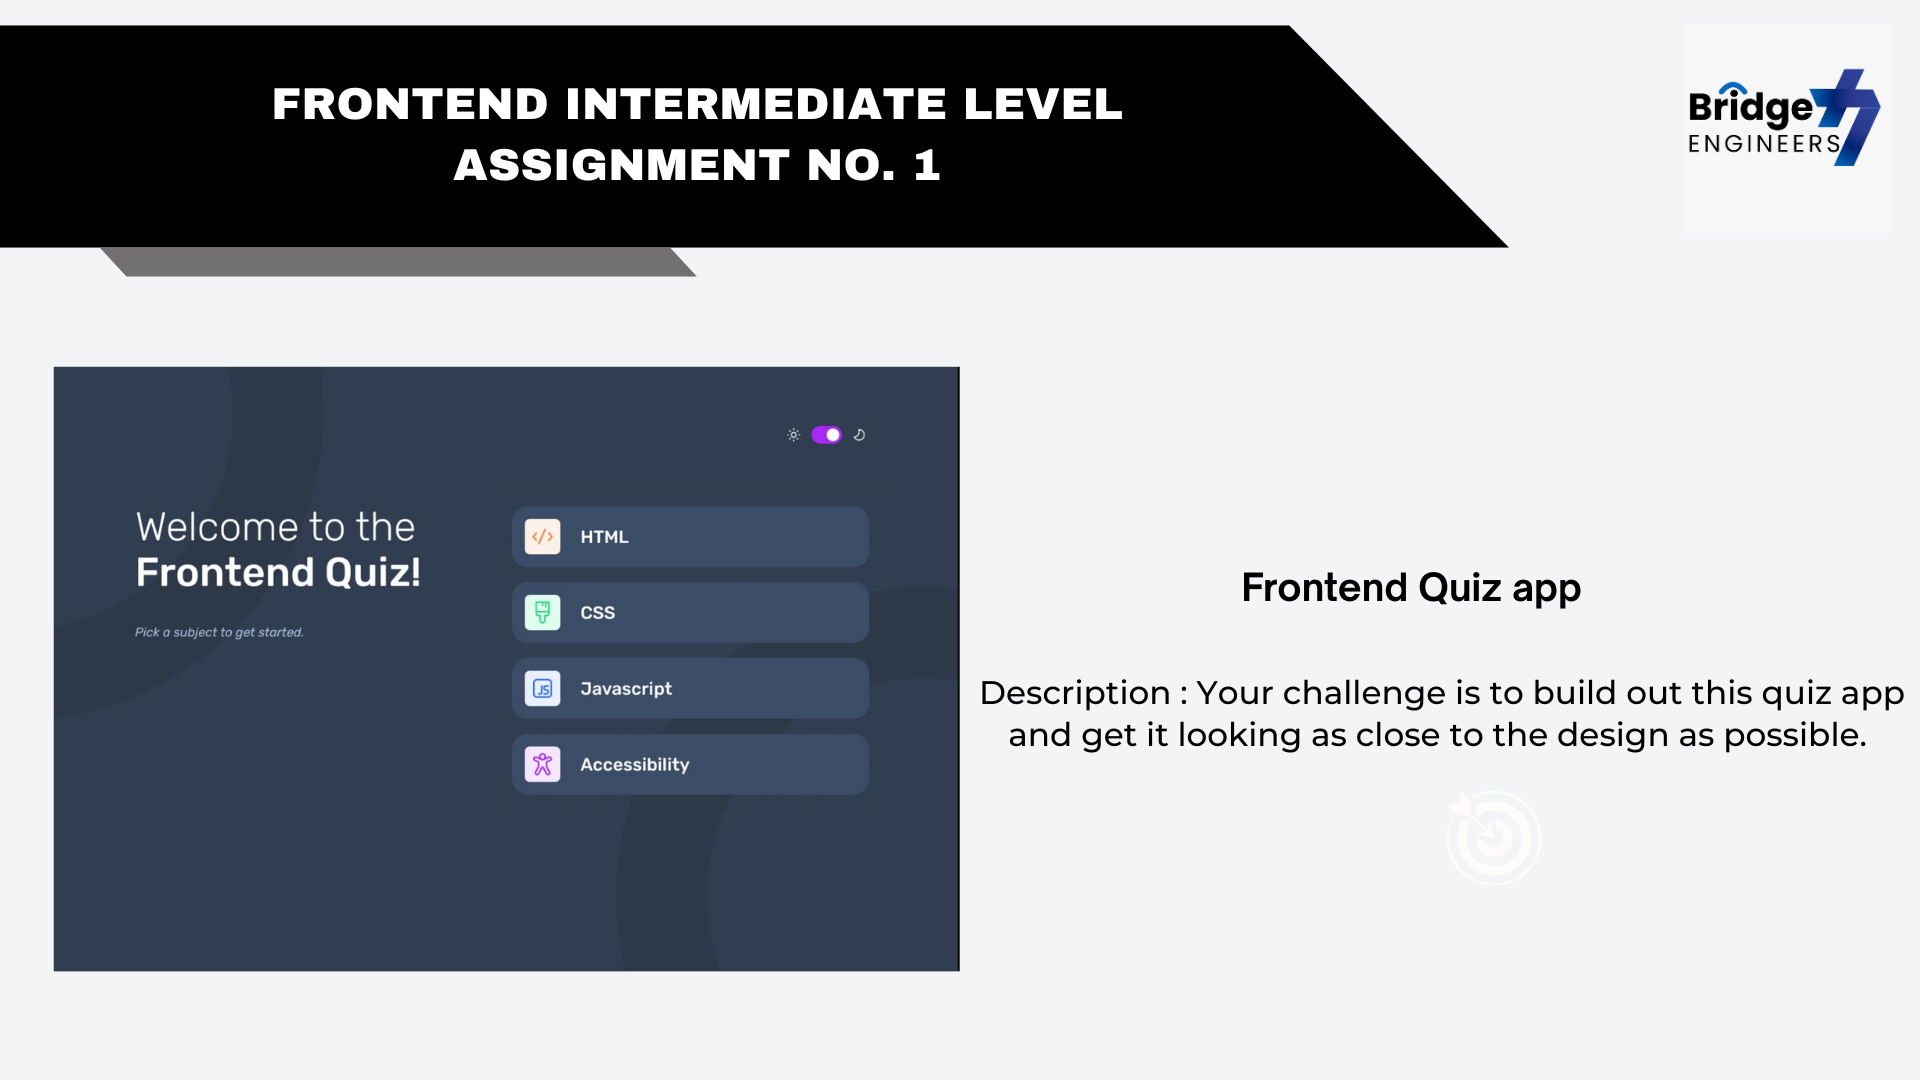 FRONTEND INTERMEDIATE LEVEL
ASSIGNMENT NO. 1
Bridge
ENGINEERS
Welcome to the
Frontend Quiz!
Pick a subject to get started.
</> HTML
CSS
JS Javascript
Accessibility
Frontend Quiz app
Description : Your challenge is to build out this quiz app
and get it looking as close to the design as possible.